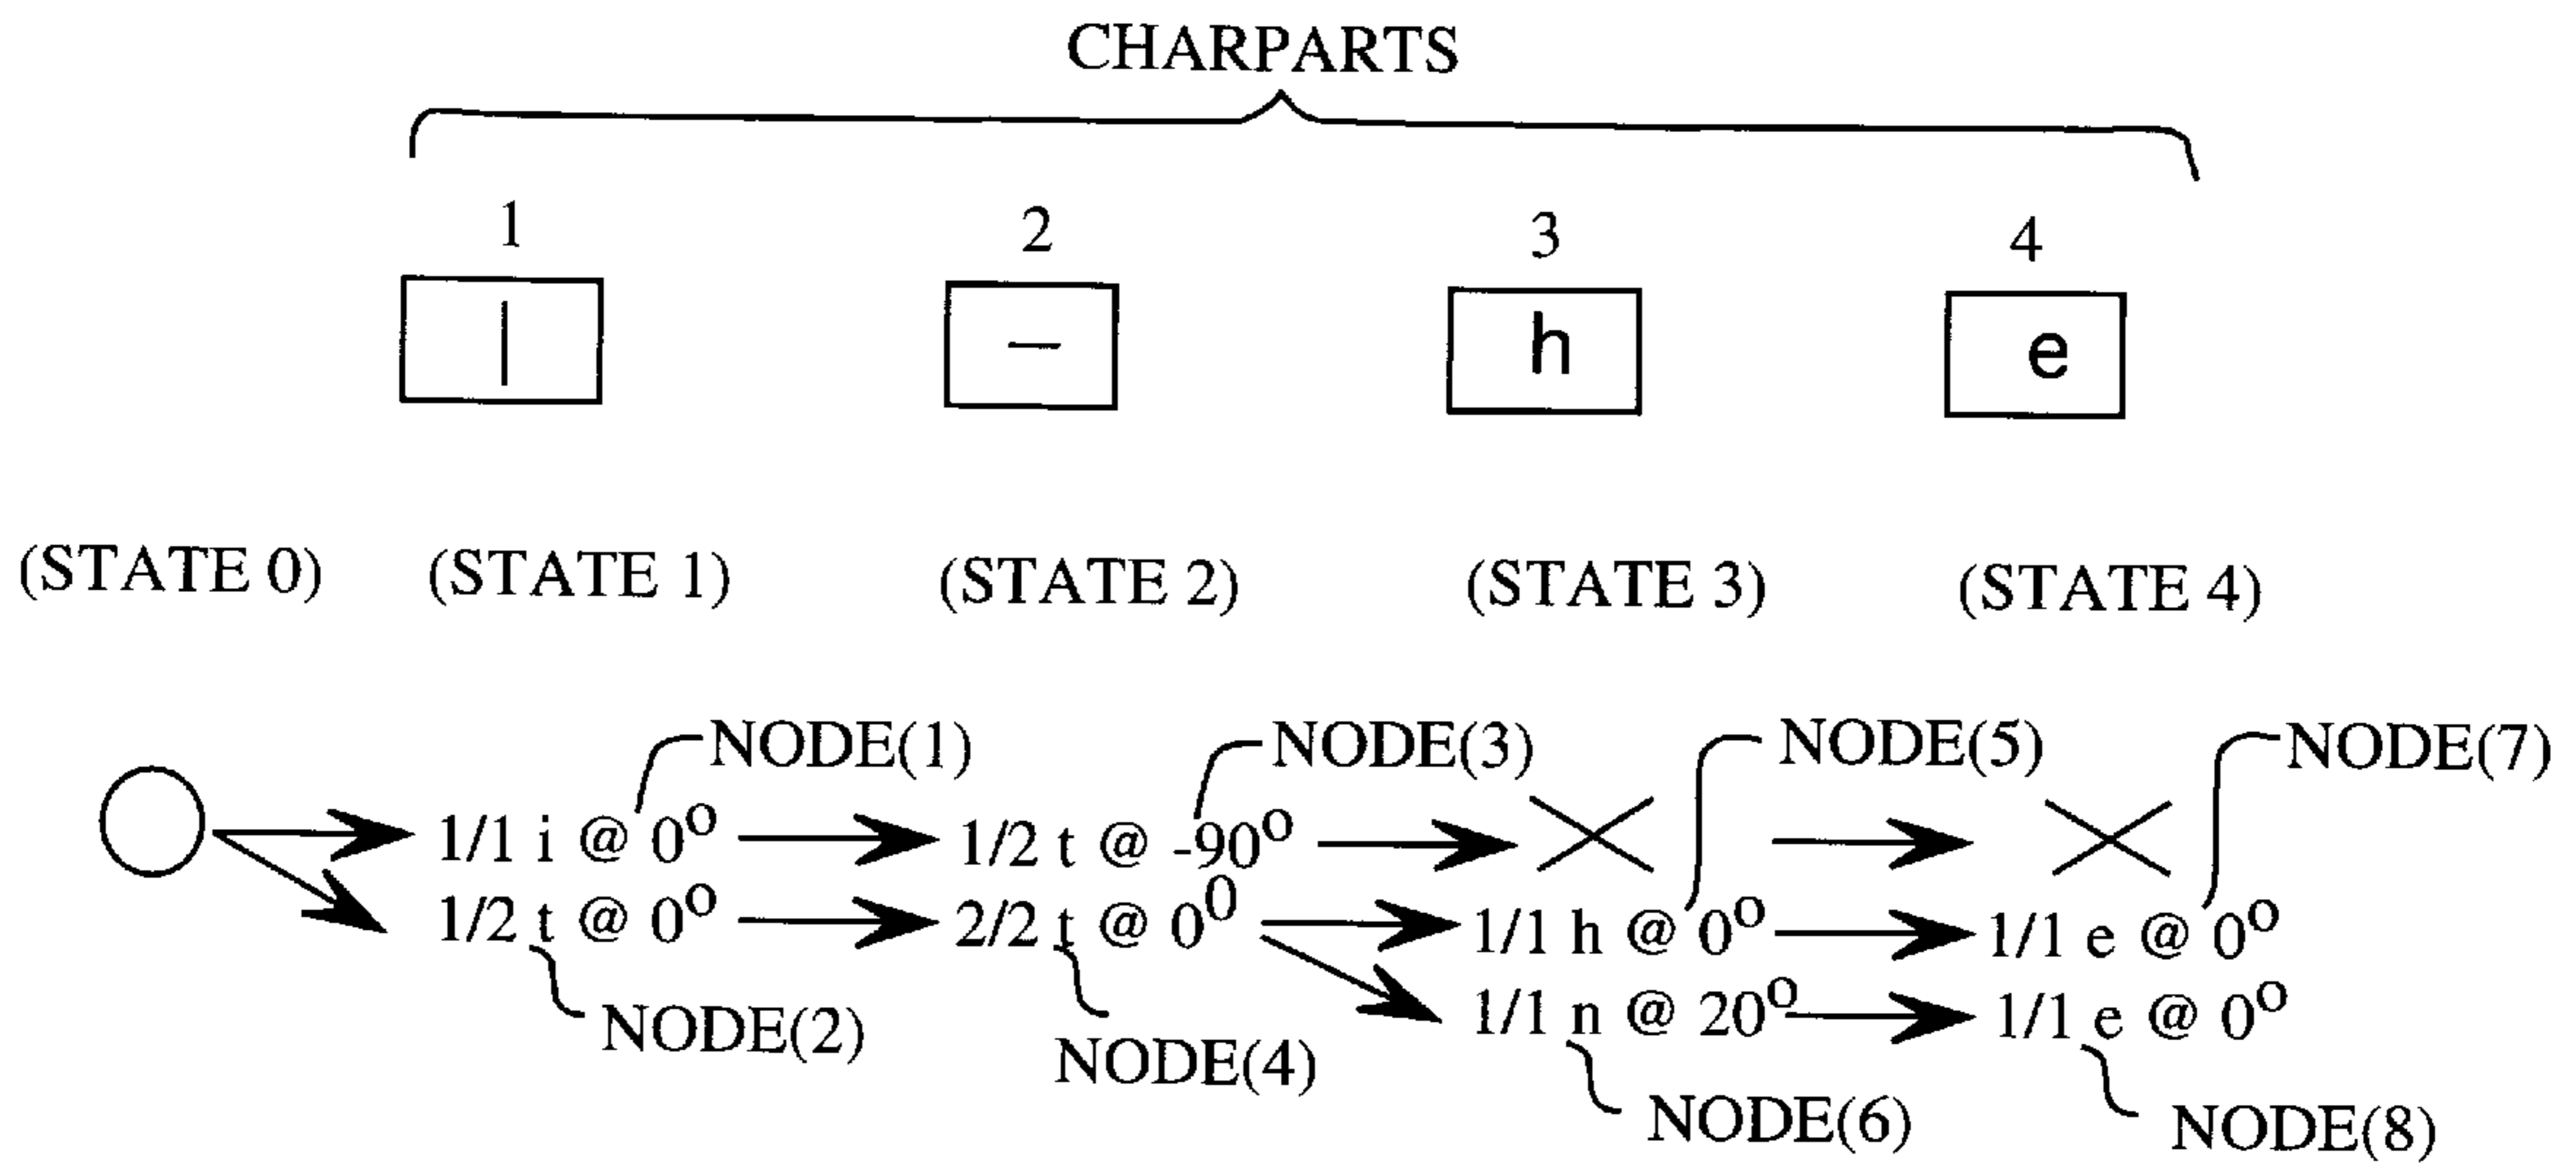 CHARPARTS
1 2 3 4
| — h e
(STATE 0) (STATE 1) (STATE 2) (STATE 3) (STATE 4)
NODE(1) NODE(3) NODE(5) NODE(7)
1/1 i @ 0° 1/2 t @ -90°
1/2 t @ 0° 2/2 t @ 0° 1/1 h @ 0° 1/1 e @ 0°
1/1 n @ 20° 1/1 e @ 0°
NODE(2) NODE(4) NODE(6) NODE(8)